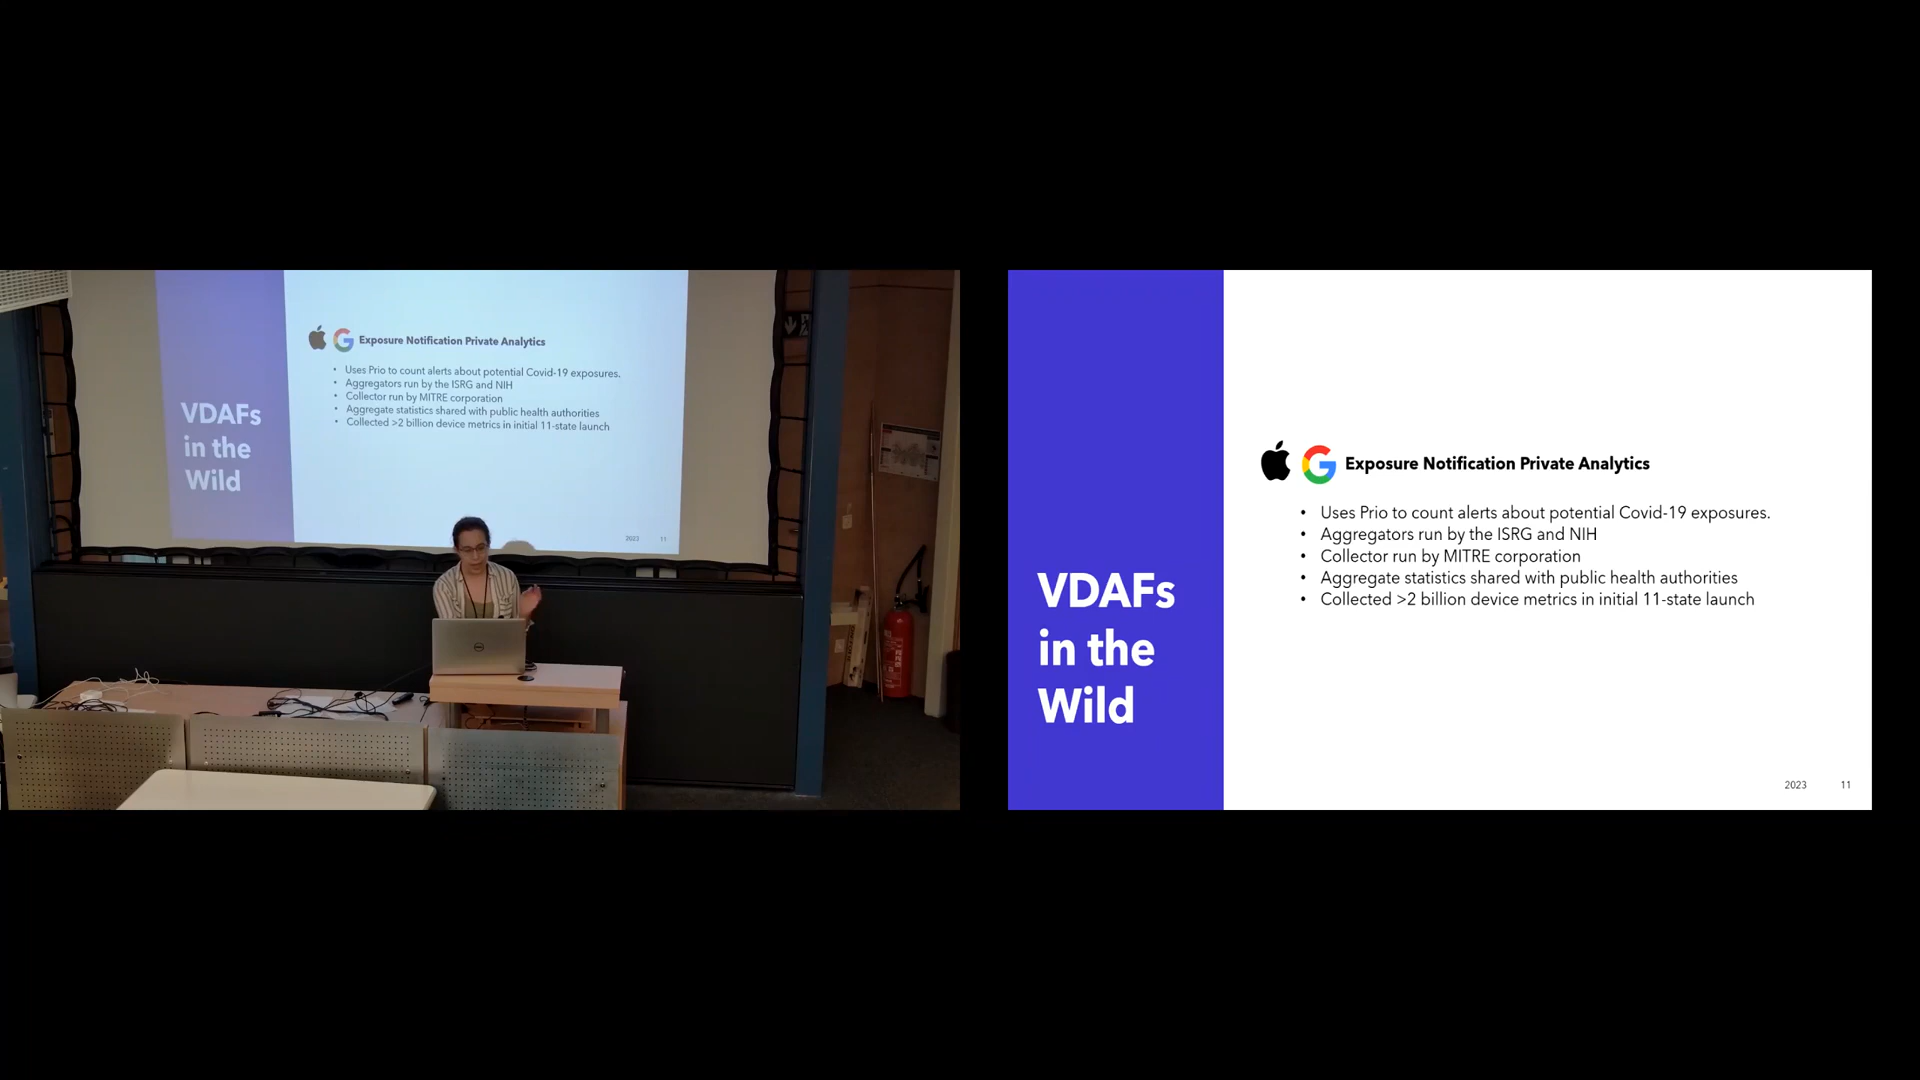 VDAFs
in the
Wild
Exposure Notification Private Analytics
• Uses Prio to count alerts about potential Covid-19 exposures.
• Aggregators run by the ISRG and NIH
• Collector run by MITRE corporation
• Aggregate statistics shared with public health authorities
• Collected >2 billion device metrics in initial 11-state launch
2023 11
VDAFs
in the
Wild
Exposure Notification Private Analytics
• Uses Prio to count alerts about potential Covid-19 exposures.
• Aggregators run by the ISRG and NIH
• Collector run by MITRE corporation
• Aggregate statistics shared with public health authorities
• Collected >2 billion device metrics in initial 11-state launch
2023 11